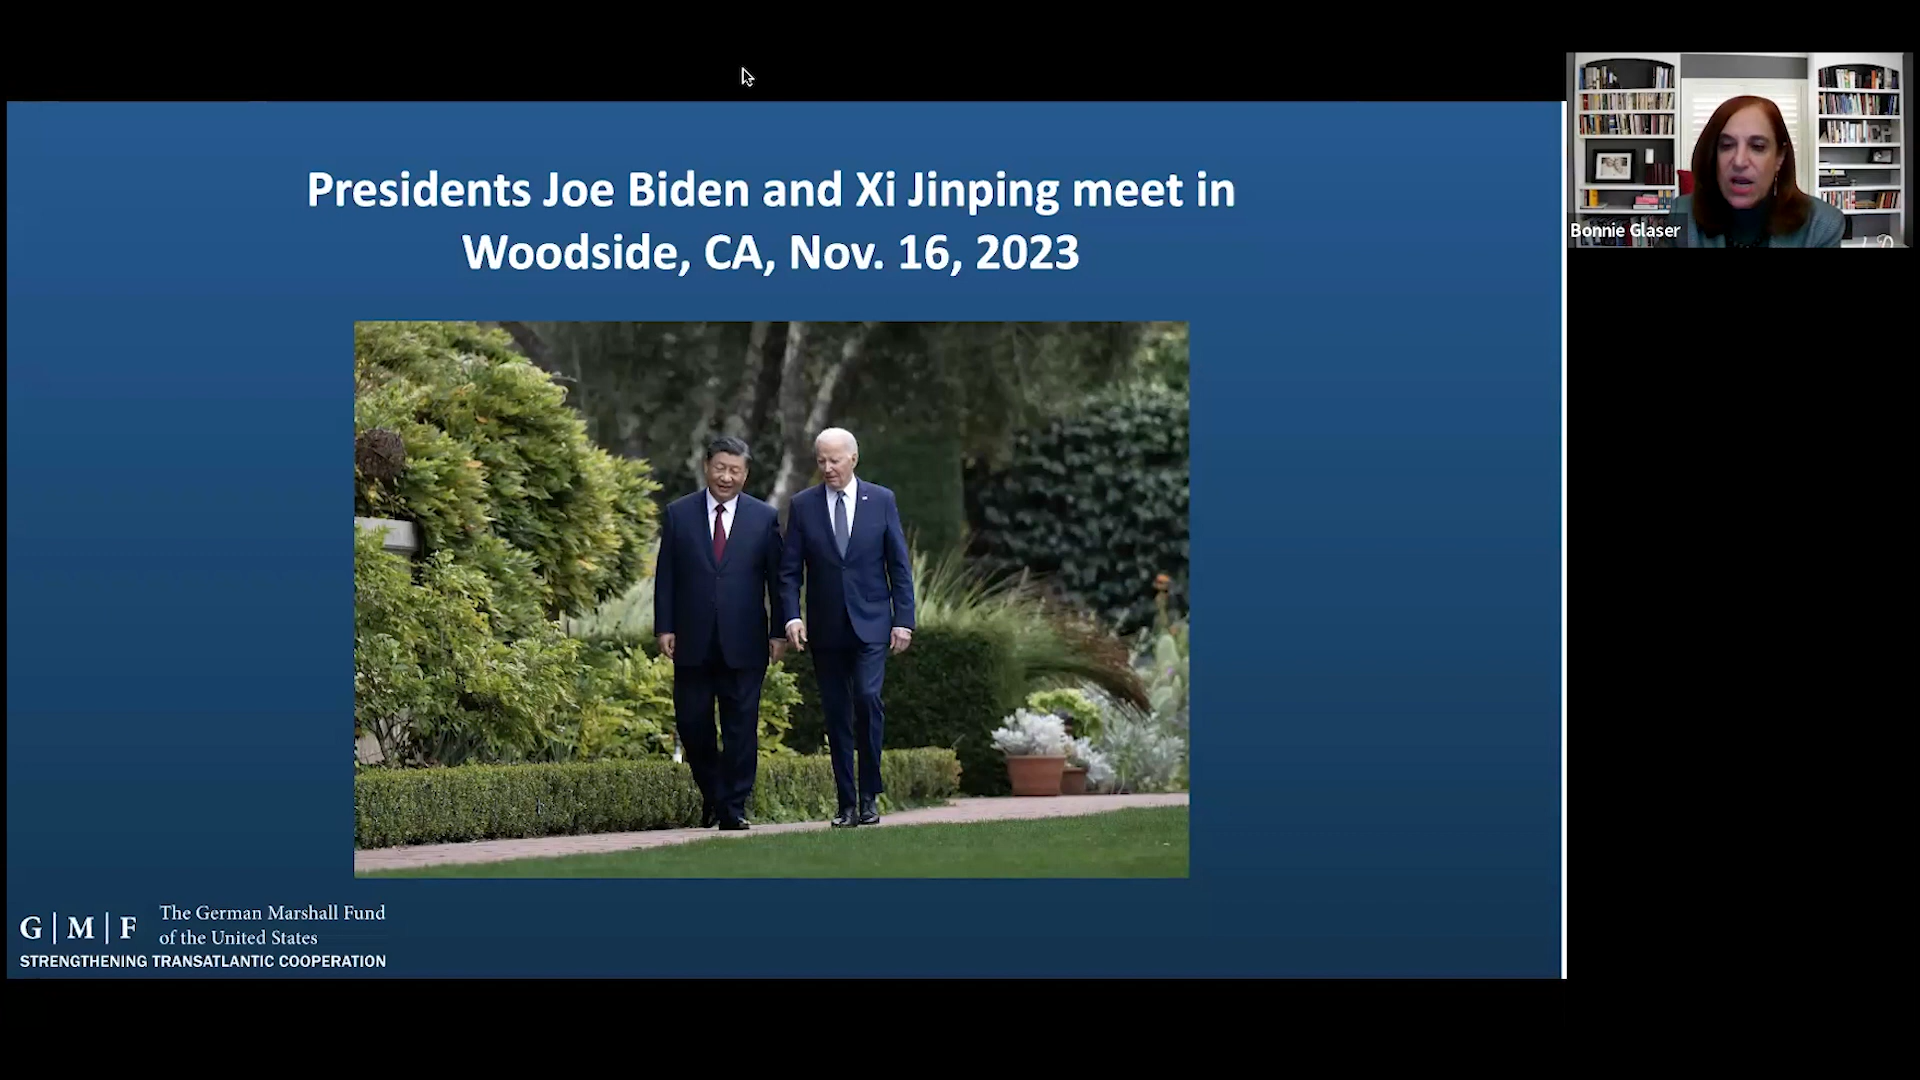 Presidents Joe Biden and Xi Jinping meet in
Woodside, CA, Nov. 16, 2023
Bonnie Glaser
G|M|F
The German Marshall Fund
of the United States
STRENGTHENING TRANSATLANTIC COOPERATION